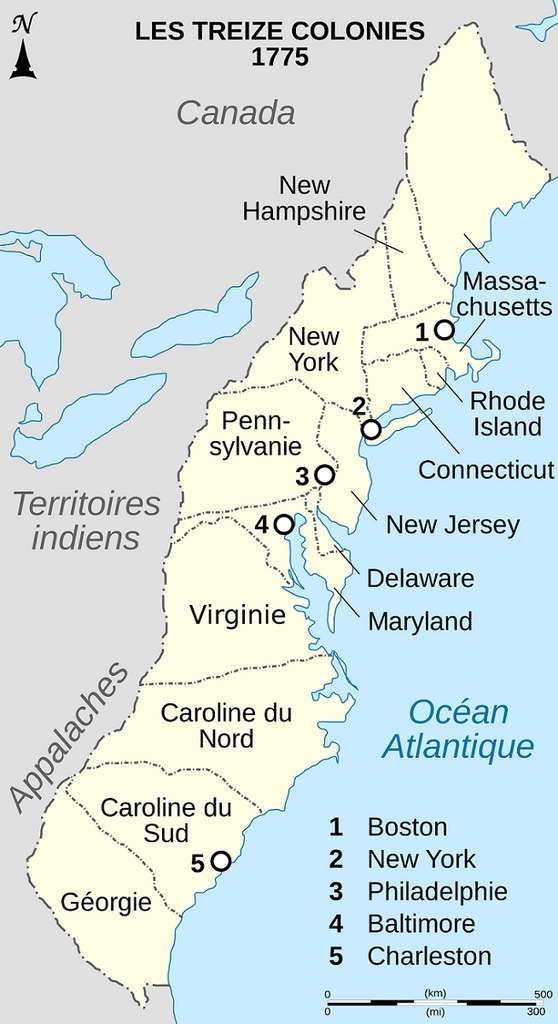 N
LES TREIZE COLONIES
1775
Canada
New
Hampshire
Massa-
chusetts
1
New
York
2
Rhode
Island
Penn-
sylvanie
Connecticut
3
Territoires
indiens
4
New Jersey
Delaware
Virginie
Maryland
Appalaches
Caroline du
Nord
Océan
Atlantique
Caroline du
Sud
5
Géorgie
1 Boston
2 New York
3 Philadelphie
4 Baltimore
5 Charleston
0 (km) 500
0 (mi) 300